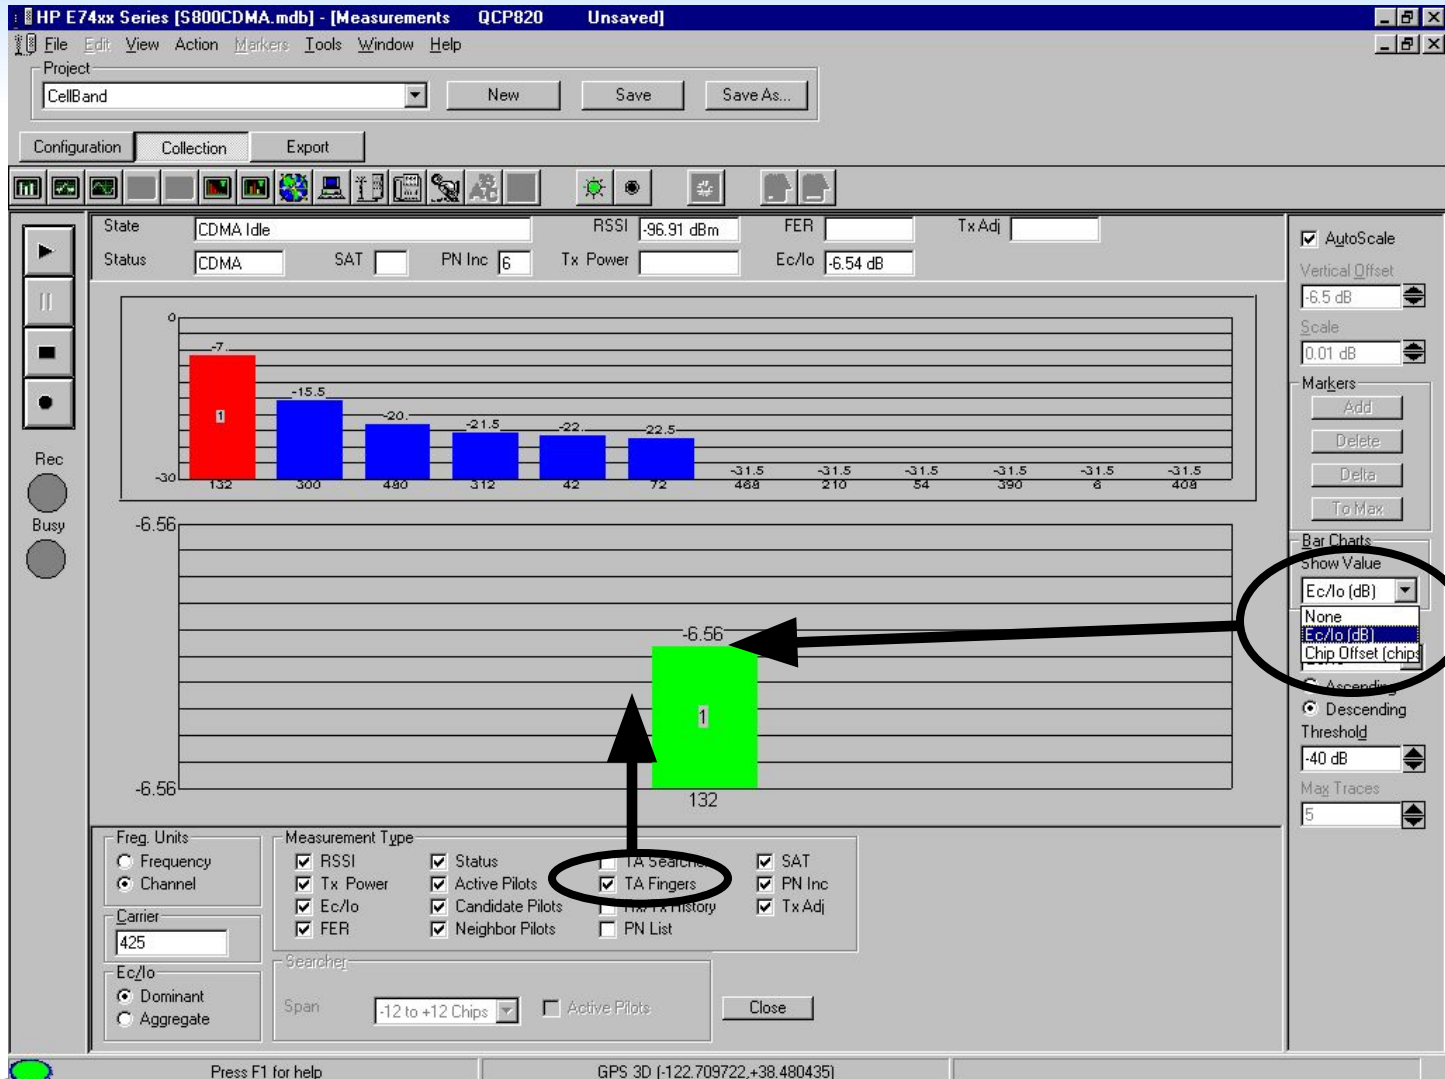 HP E74xx Series [S800CDMA.mdb] - [Measurements QCP820 Unsaved]
File Edit View Action Markers Tools Window Help
Project
CellBand New Save Save As...
Configuration Collection Export
State CDMA Idle RSSI -96.91 dBm FER Tx Adj
Status CDMA SAT PN Inc 6 Tx Power Ec/Io -6.54 dB
AutoScale
Vertical Offset
-6.5 dB
Scale
0.01 dB
Markers
Add
Delete
Delta
To Max
Rec
Busy
0
-7.
-15.5
-20.
-21.5
-22.
-22.5
-31.5 -31.5 -31.5 -31.5 -31.5 -31.5
1
-30
132 300 480 312 42 72 468 210 54 390 6 408
-6.56
-6.56
1
-6.56
132
Bar Charts
Show Value
Ec/Io (dB)
None
Ec/Io (dB)
Chip Offset (chips
Ascending
Descending
Threshold
-40 dB
Max Traces
5
Freq. Units
Frequency
Channel
Carrier
425
Ec/Io
Dominant
Aggregate
Measurement Type
RSSI Status TA Searcher SAT
Tx Power Active Pilots TA Fingers PN Inc
Ec/Io Candidate Pilots Rx/Tx History Tx Adj
FER Neighbor Pilots PN List
Searcher
Span -12 to +12 Chips Active Pilots Close
Press F1 for help GPS 3D (-122.709722,+38.480435)